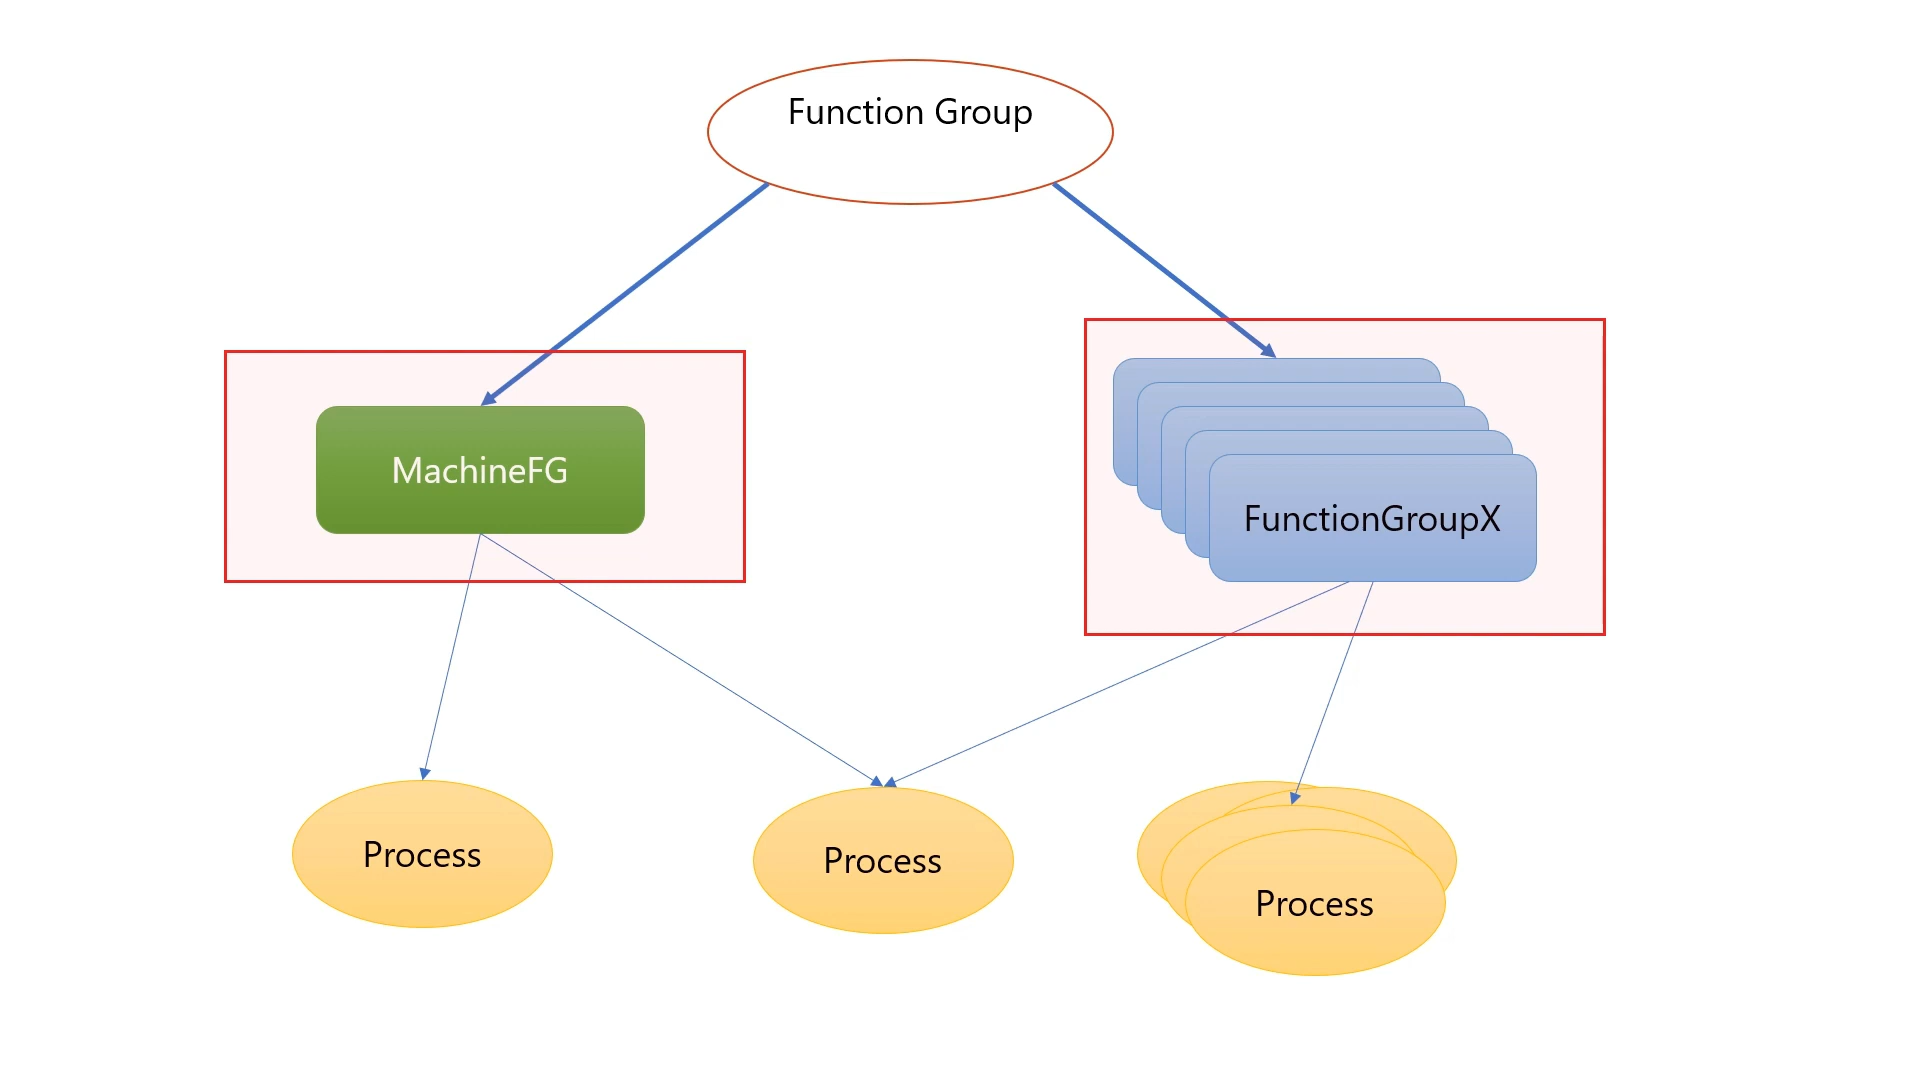 Function Group
MachineFG
FunctionGroupX
Process
Process
Process